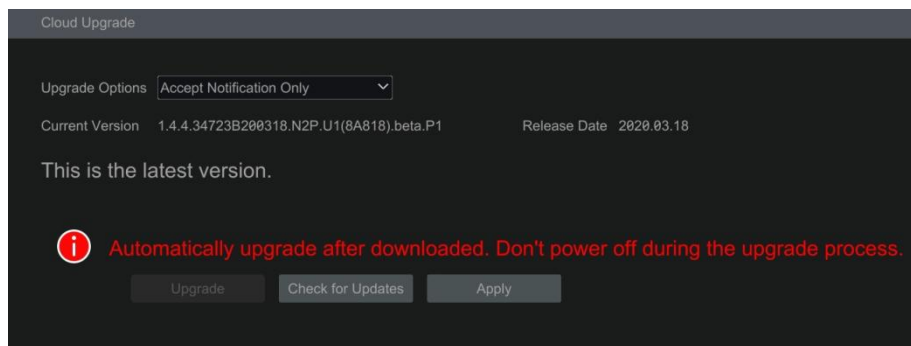 Cloud Upgrade
Upgrade Options Accept Notification Only
Current Version 1.4.4.34723B200318.N2P.U1(8A818).beta.P1 Release Date 2020.03.18
This is the latest version.
Automatically upgrade after downloaded. Don't power off during the upgrade process.
Upgrade Check for Updates Apply